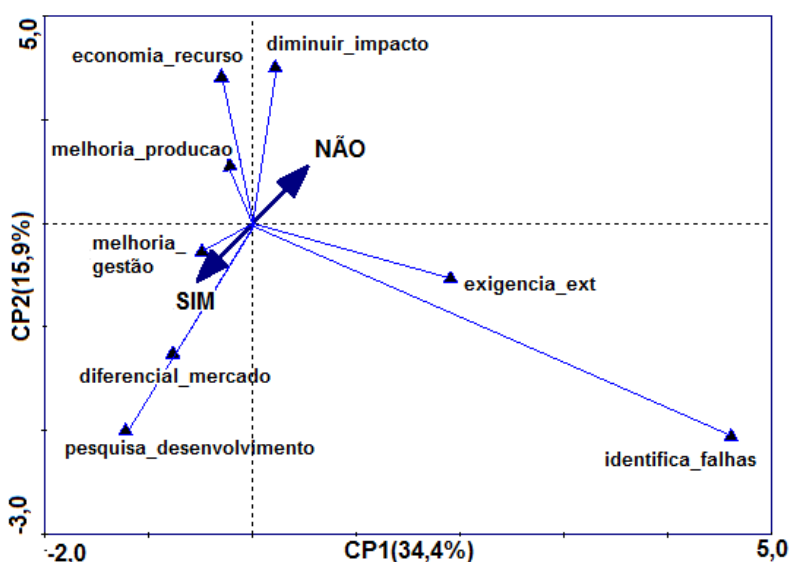 5,0
economia_recurso
diminuir_impacto
melhoria_producao
NÃO
melhoria_
gestão
SIM
exigencia_ext
CP2(15,9%)
diferencial_mercado
pesquisa_desenvolvimento
identifica_falhas
-3,0
-2.0
CP1(34,4%)
5,0